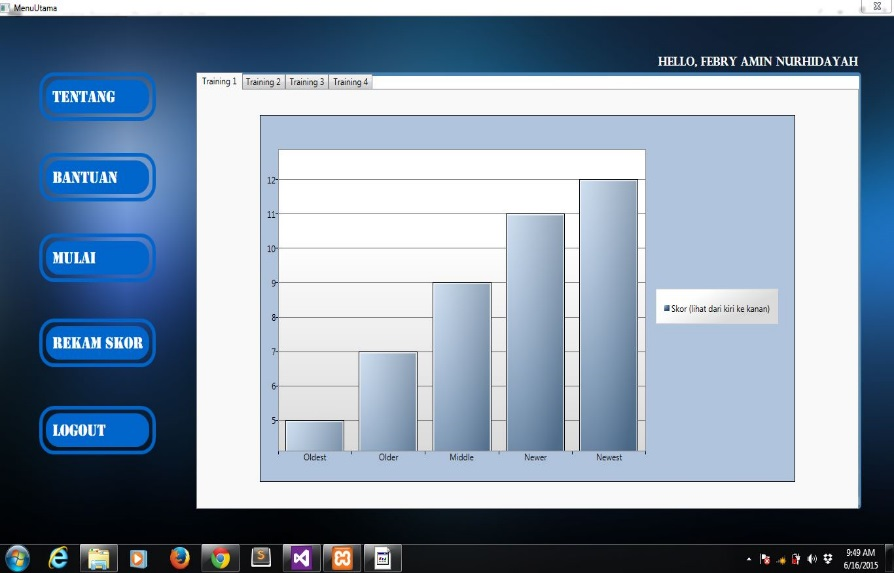 MenuUtama
HELLO, FEBRY AMIN NURHIDAYAH
TENTANG
BANTUAN
MULAI
REKAM SKOR
LOGOUT
Training 1 Training 2 Training 3 Training 4
12
11
10
9
8
7
6
5
Oldest Older Middle Newer Newest
Skor (lihat dari kiri ke kanan)
9:49 AM
6/16/2015